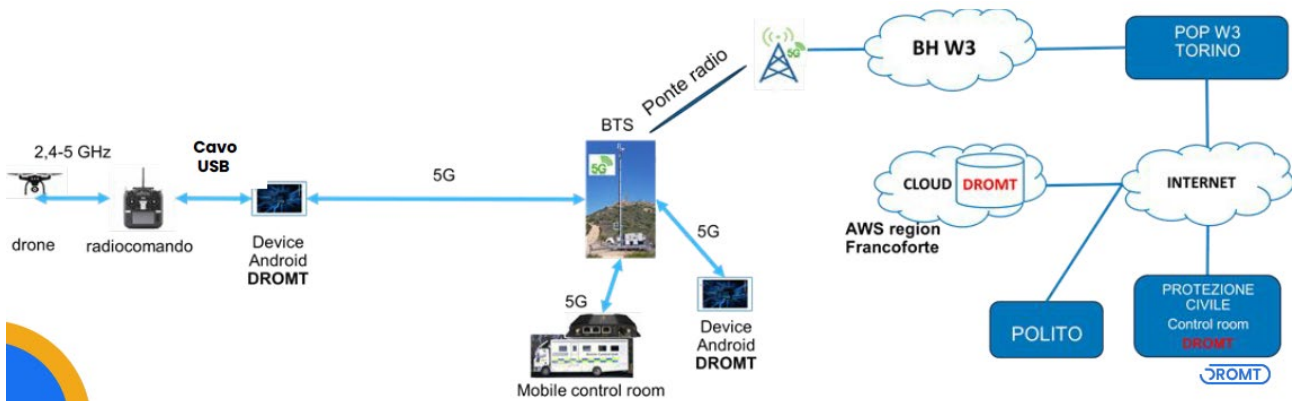 2,4-5 GHz
drone
radiocomando
Cavo
USB
Device
Android
DROMT
5G
BTS
5G
5G
Mobile control room
5G
Device
Android
DROMT
Ponte radio
5G
BH W3
POP W3
TORINO
CLOUD
DROMT
AWS region
Francoforte
INTERNET
POLITO
PROTEZIONE
CIVILE
Control room
DROMT
DROMT